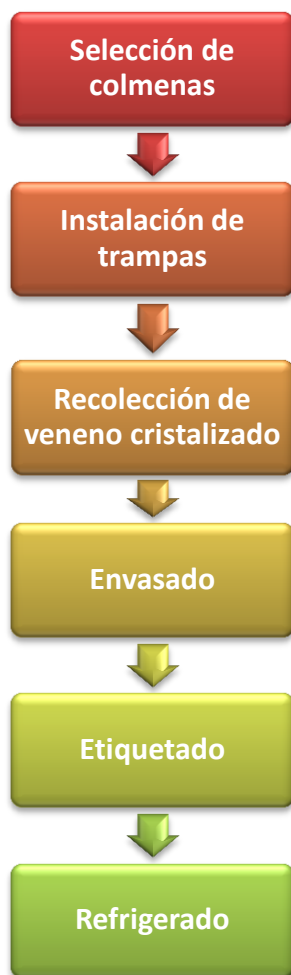 Selección de
colmenas
Instalación de
trampas
Recolección de
veneno cristalizado
Envasado
Etiquetado
Refrigerado